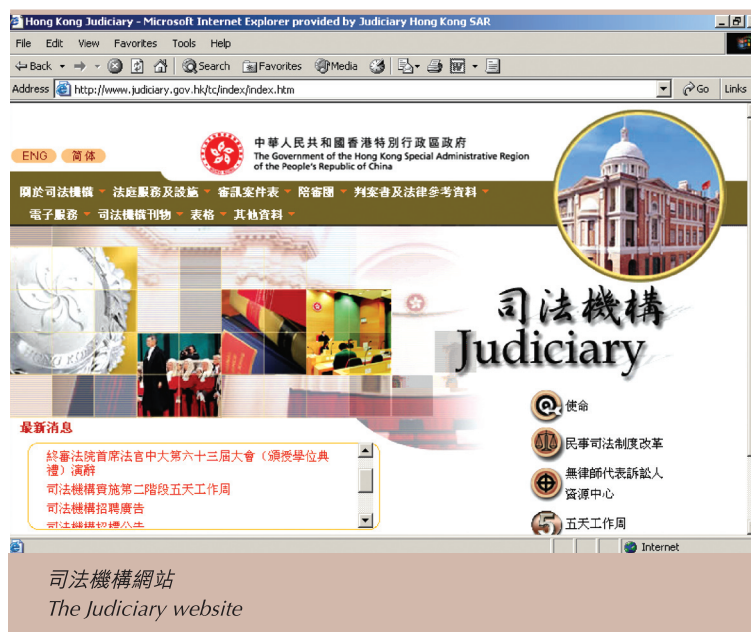 Hong Kong Judiciary - Microsoft Internet Explorer provided by Judiciary Hong Kong SAR
File Edit View Favorites Tools Help
Back Search Favorites Media
Address http://www.judiciary.gov.hk/tc/index/index.htm Go Links
ENG 简体
中華人民共和國香港特別行政區政府
The Government of the Hong Kong Special Administrative Region
of the People's Republic of China
關於司法機構 法庭服務及設施 審訊案件表 陪審團 判案書及法律參考資料
電子服務 司法機構刊物 表格 其他資料
HONG KONG
司法機構
Judiciary
使命
民事司法制度改革
無律師代表訴訟人
資源中心
5 五天工作周
最新消息
終審法院首席法官中大第六十三屆大會（頒授學位典
禮）演辭
司法機構實施第二階段五天工作周
司法機構招聘廣告
司法機構招標公告
Internet
司法機構網站
The Judiciary website